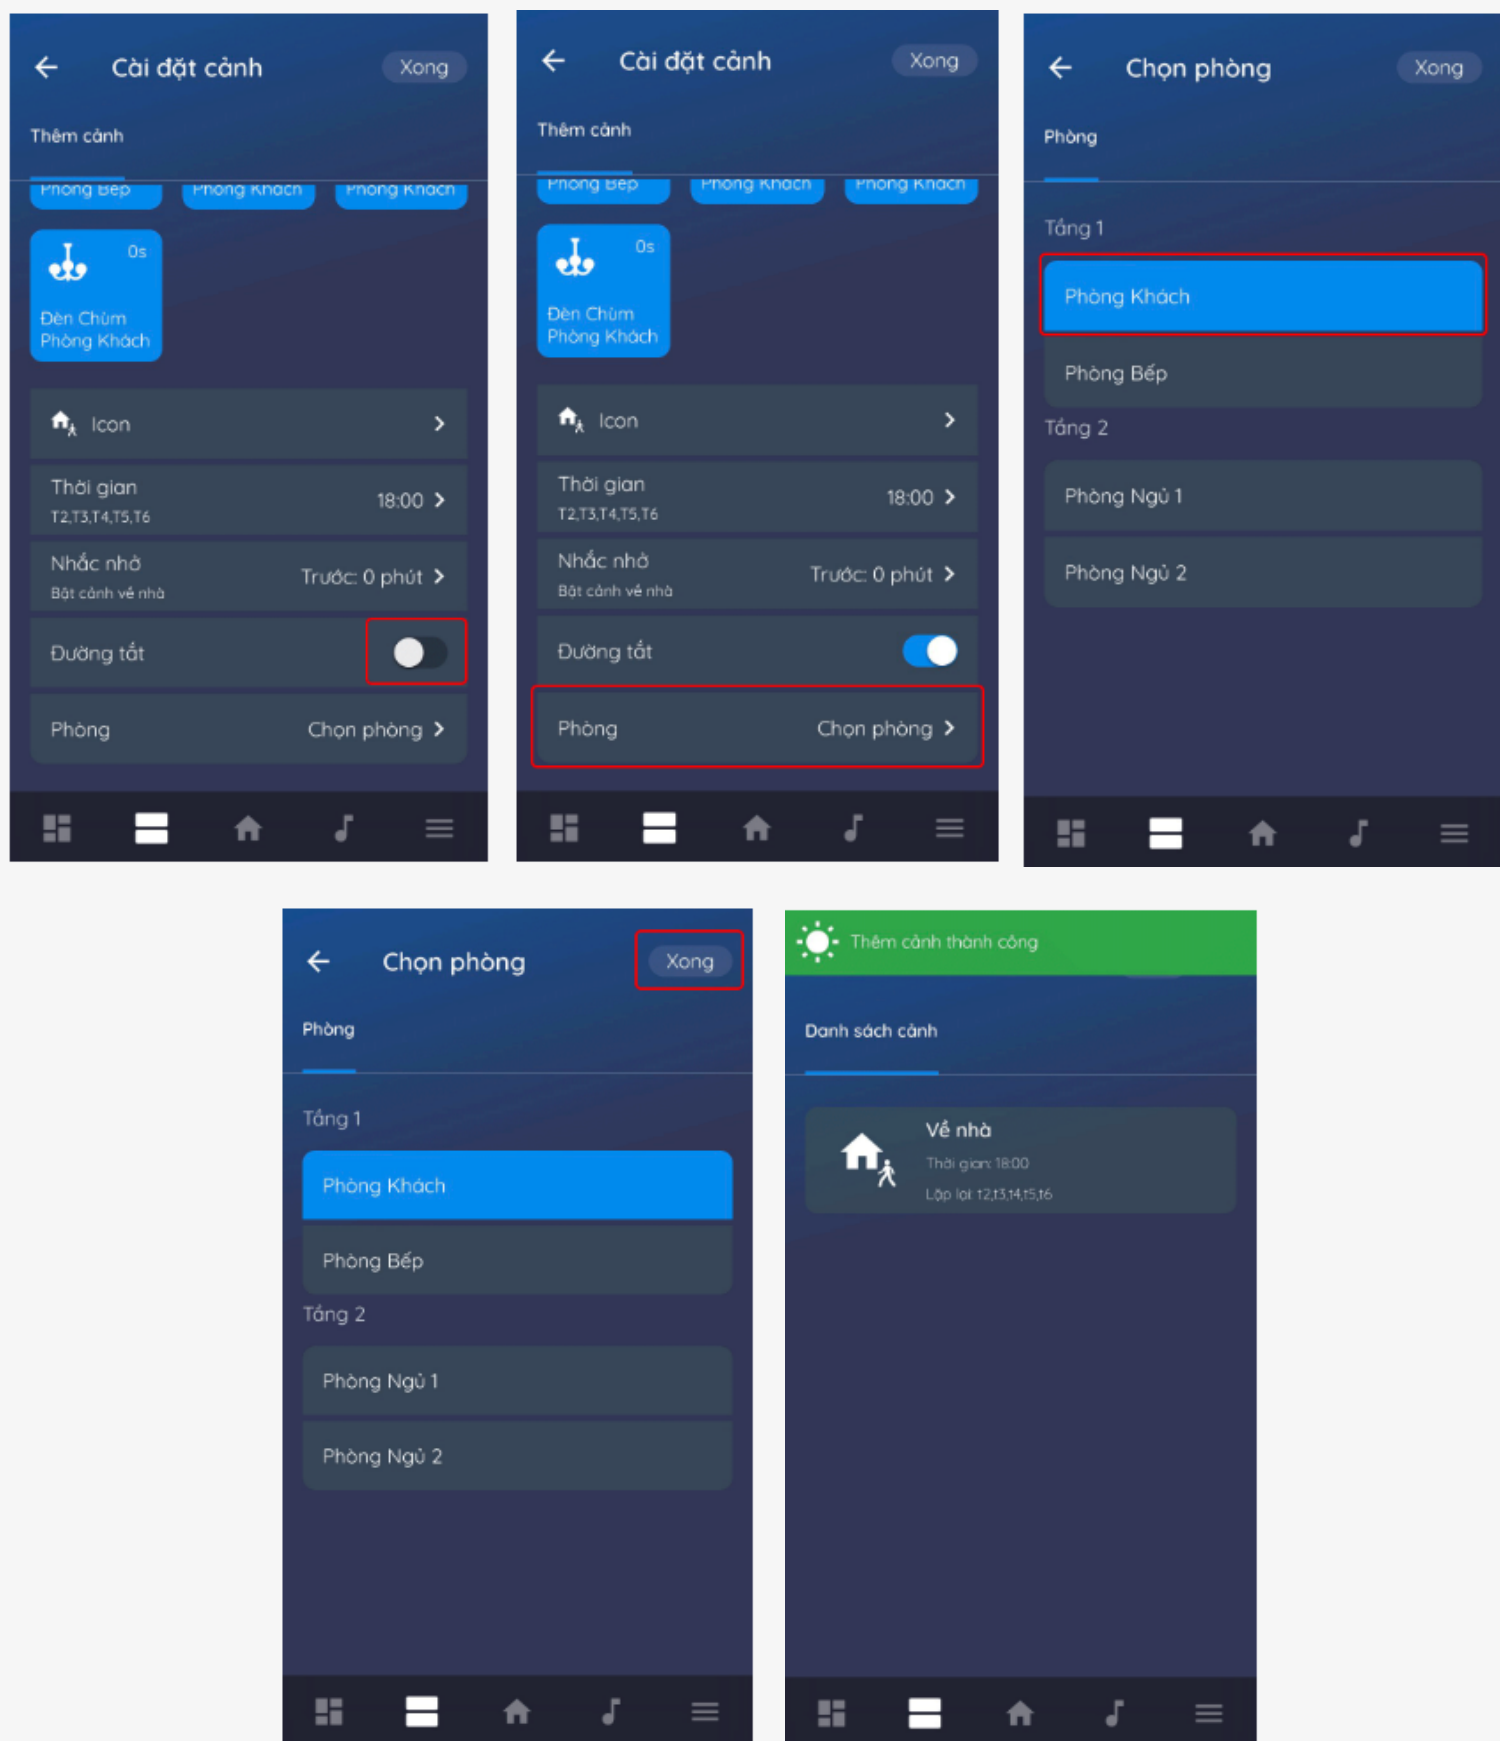 Cài đặt cảnh
Xong
Thêm cảnh
Phòng Bếp
Phòng Khách
Phòng Khách
0s
Đèn Chùm
Phòng Khách
Icon
Thời gian
18:00
T2,T3,T4,T5,T6
Nhắc nhở
Trước: 0 phút
Bật cảnh về nhà
Đường tắt
Phòng
Chọn phòng
Cài đặt cảnh
Xong
Thêm cảnh
Phòng Bếp
Phòng Khách
Phòng Khách
0s
Đèn Chùm
Phòng Khách
Icon
Thời gian
18:00
T2,T3,T4,T5,T6
Nhắc nhở
Trước: 0 phút
Bật cảnh về nhà
Đường tắt
Phòng
Chọn phòng
Chọn phòng
Xong
Phòng
Tầng 1
Phòng Khách
Phòng Bếp
Tầng 2
Phòng Ngủ 1
Phòng Ngủ 2
Chọn phòng
Xong
Phòng
Tầng 1
Phòng Khách
Phòng Bếp
Tầng 2
Phòng Ngủ 1
Phòng Ngủ 2
Thêm cảnh thành công
Danh sách cảnh
Về nhà
Thời gian: 18:00
Lặp lại: t2,t3,t4,t5,t6